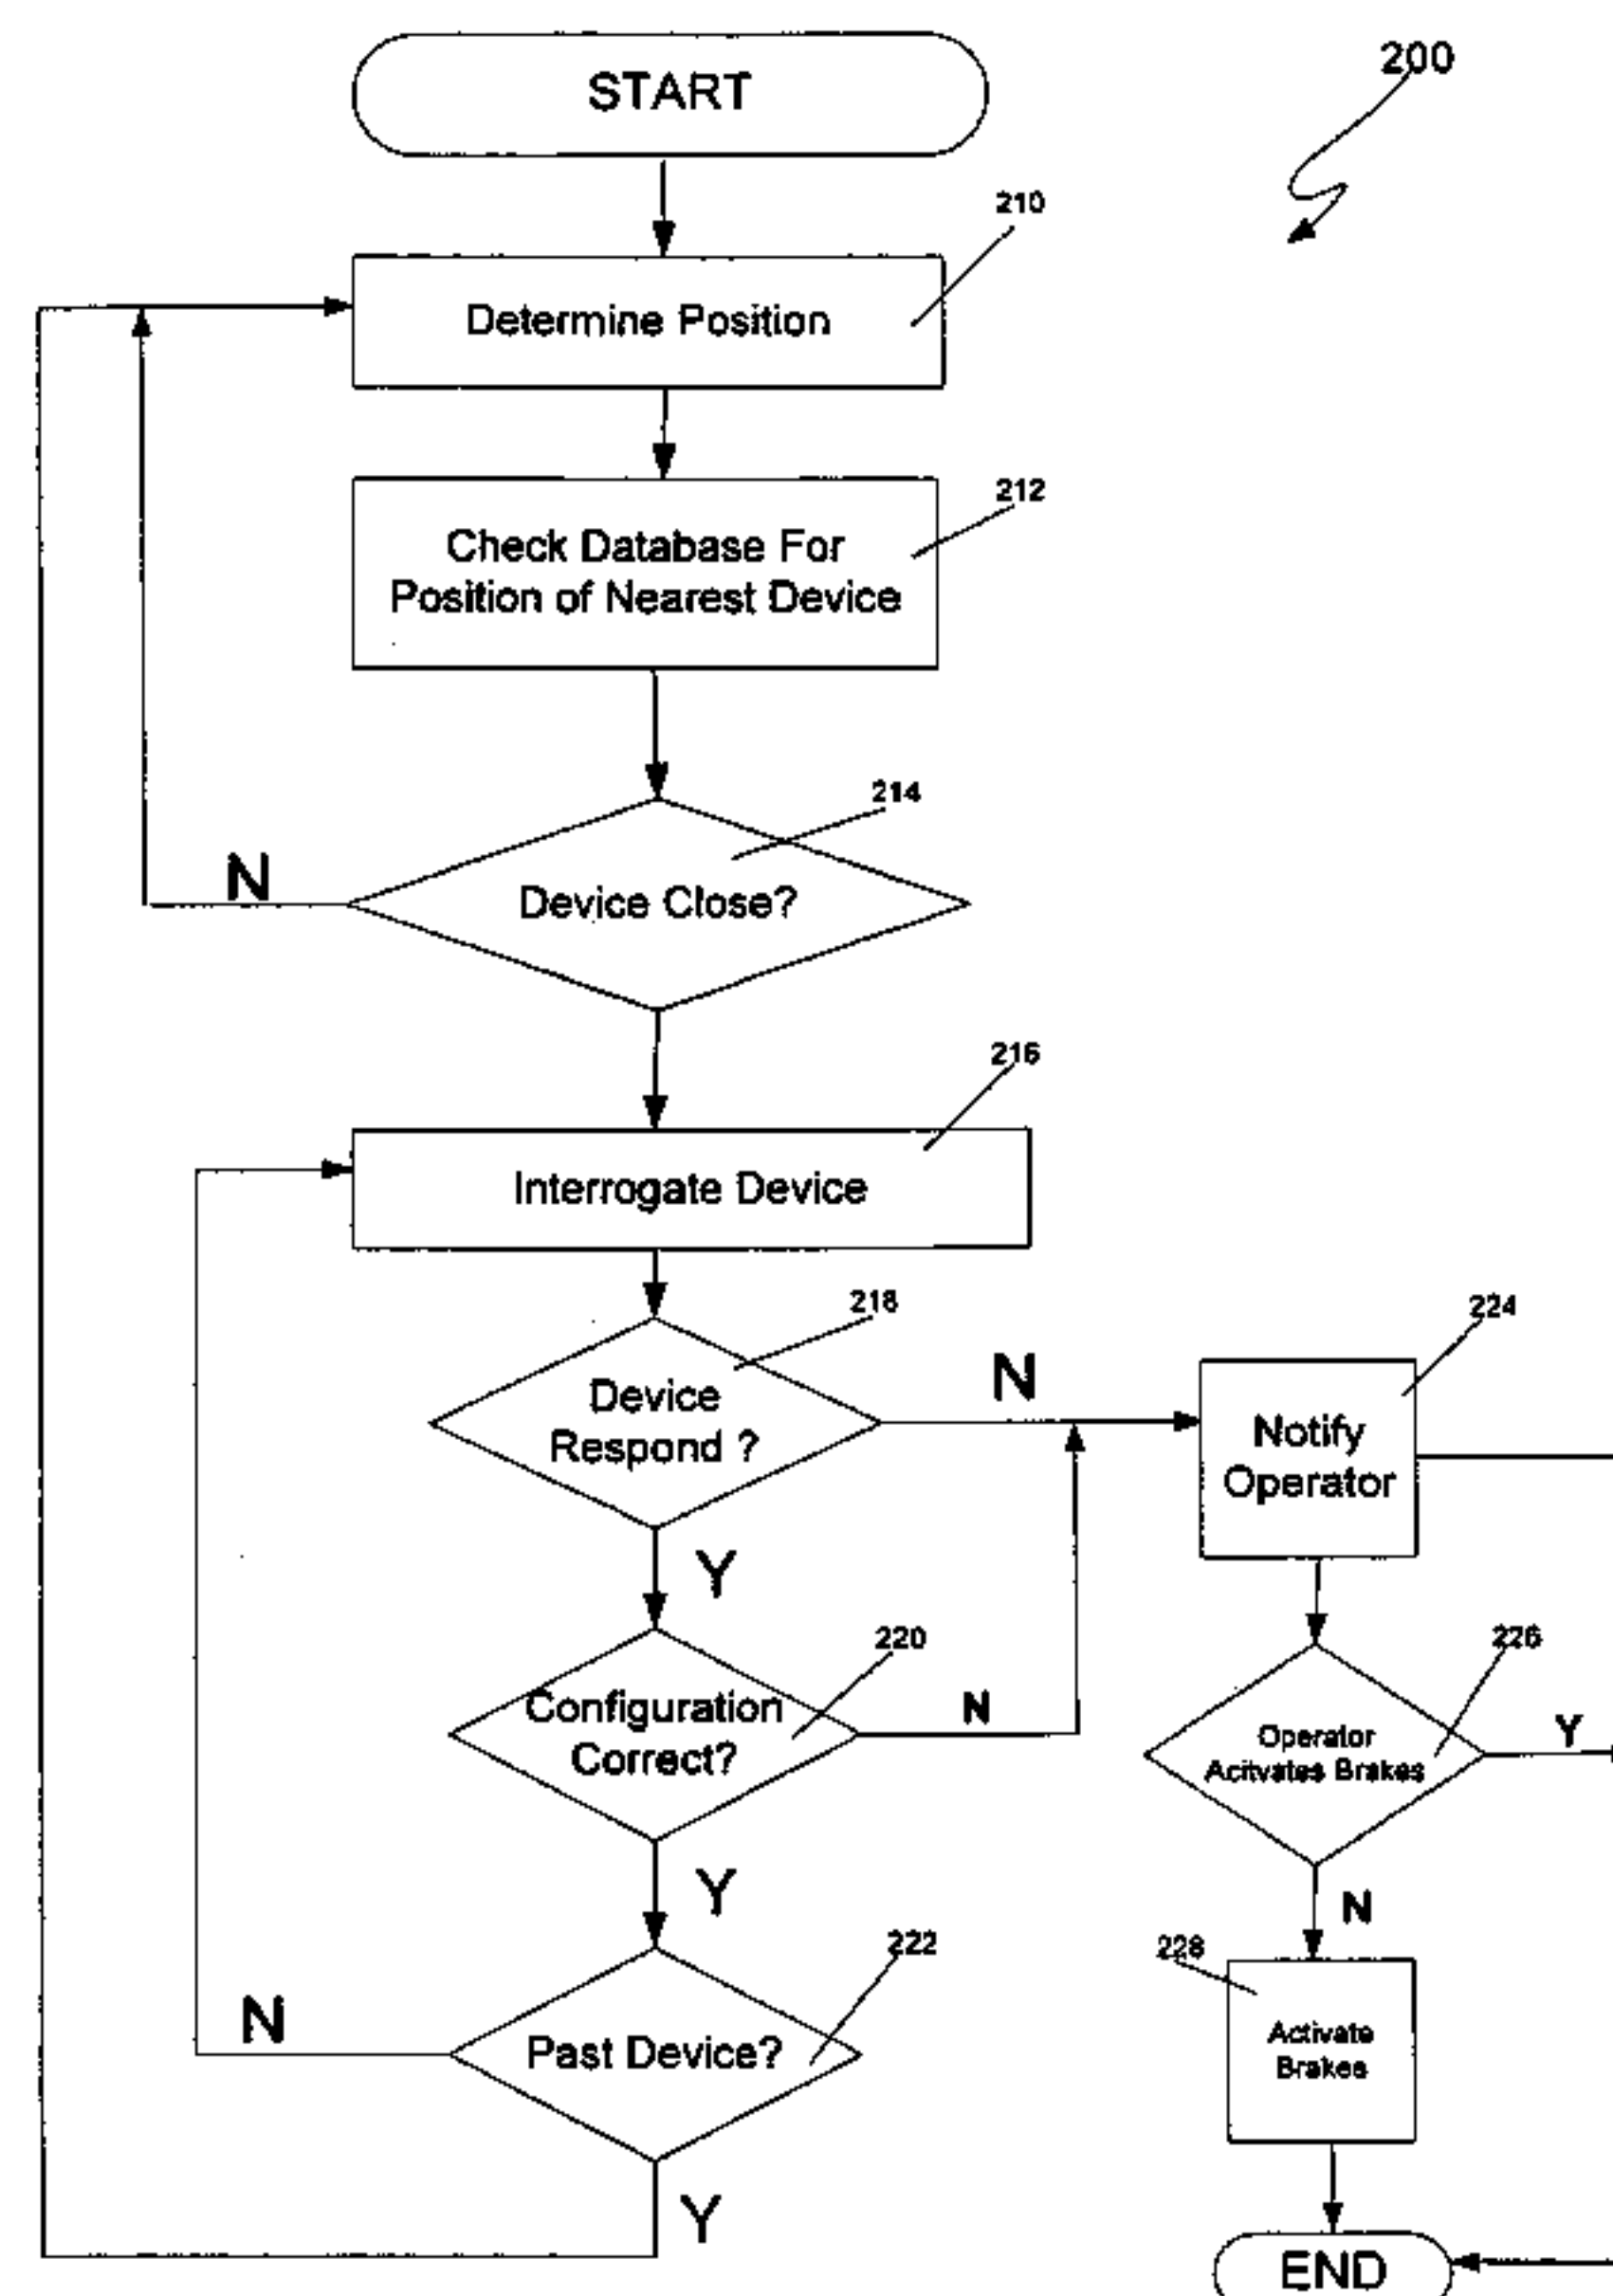 START
200
210
Determine Position
212
Check Database For
Position of Nearest Device
214
N
Device Close?
216
Interrogate Device
218
Device
Respond ?
N
224
Notify
Operator
Y
220
Configuration
Correct?
N
226
Operator
Acitvates Brakes
Y
Y
N
222
Past Device?
N
228
Activate
Brakes
Y
END